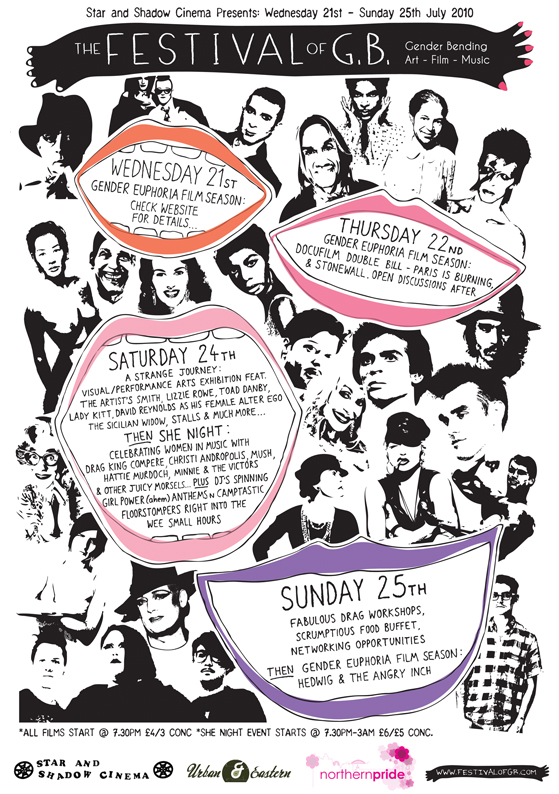 Star and Shadow Cinema Presents: Wednesday 21st - Sunday 25th July 2010
THE FESTIVAL OF G.B.
Gender Bending
Art - Film - Music
WEDNESDAY 21ST
GENDER EUPHORIA FILM SEASON:
CHECK WEBSITE
FOR DETAILS...
THURSDAY 22ND
GENDER EUPHORIA FILM SEASON:
DOCUFILM DOUBLE BILL - PARIS IS BURNING,
& STONEWALL. OPEN DISCUSSIONS AFTER
SATURDAY 24TH
A STRANGE JOURNEY:
VISUAL/PERFORMANCE ARTS EXHIBITION FEAT.
THE ARTIST'S SMITH, LIZZIE ROWE, TOAD DANBY,
LADY KITT, DAVID REYNOLDS AS HIS FEMALE ALTER EGO
THE SICILIAN WIDOW, STALLS & MUCH MORE...
THEN SHE NIGHT:
CELEBRATING WOMEN IN MUSIC WITH
DRAG KING COMPERE, CHRISTI ANDROPOLIS, MUSH,
HATTIE MURDOCH, MINNIE & THE VICTORS
& OTHER JUICY MORSELS... PLUS DJ'S SPINNING
GIRL POWER (ahem) ANTHEMS N CAMPTASTIC
FLOORSTOMPERS RIGHT INTO THE
WEE SMALL HOURS
SUNDAY 25TH
FABULOUS DRAG WORKSHOPS,
SCRUMPTIOUS FOOD BUFFET,
NETWORKING OPPORTUNITIES
THEN GENDER EUPHORIA FILM SEASON:
HEDWIG & THE ANGRY INCH
*ALL FILMS START @ 7.30PM £4/3 CONC *SHE NIGHT EVENT STARTS @ 7.30PM-3AM £6/£5 CONC.
STAR AND
SHADOW CINEMA
Urban & Eastern
northernpride
WWW.FESTIVALOFGB.COM